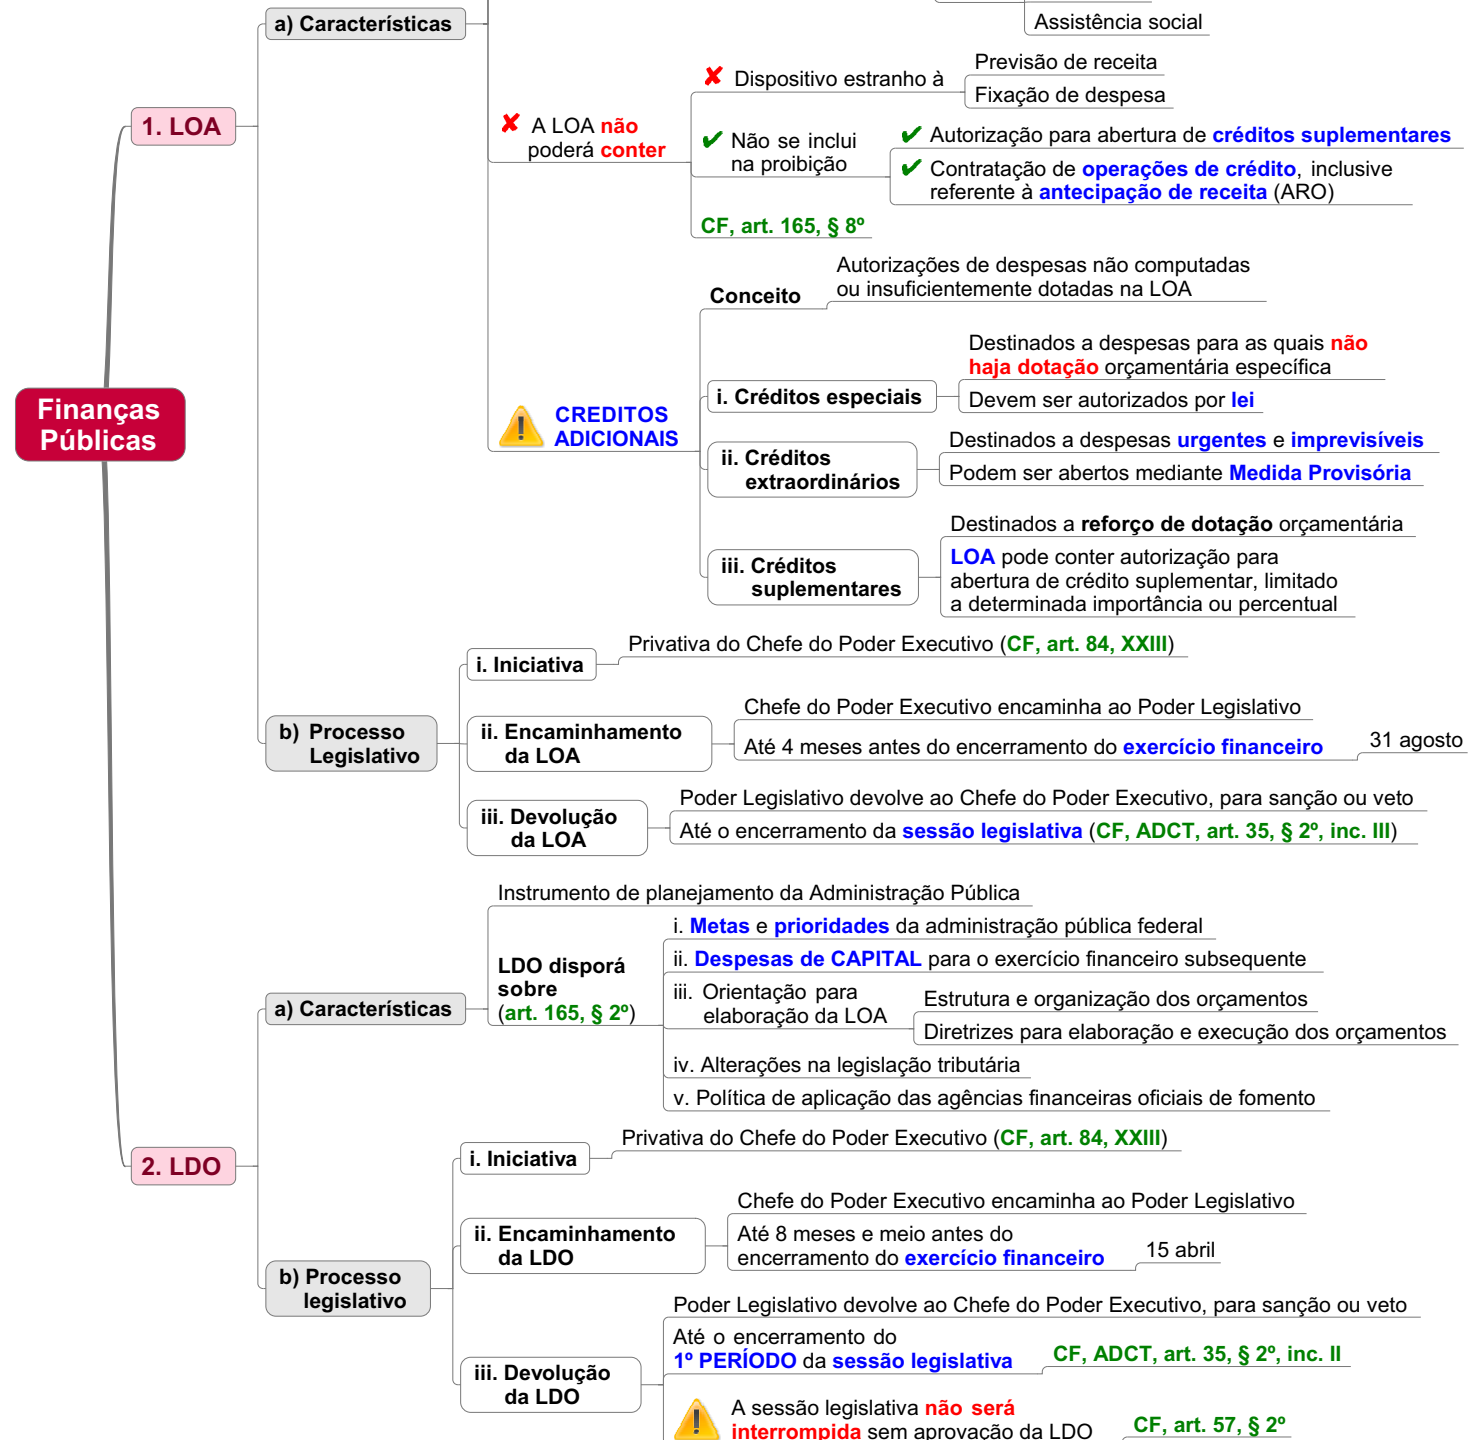 Finanças
Públicas
1. LOA
a) Características
Assistência social
✘ A LOA não
poderá conter
✘ Dispositivo estranho à
Previsão de receita
Fixação de despesa
✔ Não se inclui
na proibição
✔ Autorização para abertura de créditos suplementares
✔ Contratação de operações de crédito, inclusive
referente à antecipação de receita (ARO)
CF, art. 165, § 8º
CREDITOS
ADICIONAIS
Conceito
Autorizações de despesas não computadas
ou insuficientemente dotadas na LOA
i. Créditos especiais
Destinados a despesas para as quais não
haja dotação orçamentária específica
Devem ser autorizados por lei
ii. Créditos
extraordinários
Destinados a despesas urgentes e imprevisíveis
Podem ser abertos mediante Medida Provisória
iii. Créditos
suplementares
Destinados a reforço de dotação orçamentária
LOA pode conter autorização para
abertura de crédito suplementar, limitado
a determinada importância ou percentual
b) Processo
Legislativo
i. Iniciativa
Privativa do Chefe do Poder Executivo (CF, art. 84, XXIII)
ii. Encaminhamento
da LOA
Chefe do Poder Executivo encaminha ao Poder Legislativo
Até 4 meses antes do encerramento do exercício financeiro
31 agosto
iii. Devolução
da LOA
Poder Legislativo devolve ao Chefe do Poder Executivo, para sanção ou veto
Até o encerramento da sessão legislativa (CF, ADCT, art. 35, § 2º, inc. III)
2. LDO
a) Características
Instrumento de planejamento da Administração Pública
LDO disporá
sobre
(art. 165, § 2º)
i. Metas e prioridades da administração pública federal
ii. Despesas de CAPITAL para o exercício financeiro subsequente
iii. Orientação para
elaboração da LOA
Estrutura e organização dos orçamentos
Diretrizes para elaboração e execução dos orçamentos
iv. Alterações na legislação tributária
v. Política de aplicação das agências financeiras oficiais de fomento
b) Processo
legislativo
i. Iniciativa
Privativa do Chefe do Poder Executivo (CF, art. 84, XXIII)
ii. Encaminhamento
da LDO
Chefe do Poder Executivo encaminha ao Poder Legislativo
Até 8 meses e meio antes do
encerramento do exercício financeiro
15 abril
iii. Devolução
da LDO
Poder Legislativo devolve ao Chefe do Poder Executivo, para sanção ou veto
Até o encerramento do
1º PERÍODO da sessão legislativa
CF, ADCT, art. 35, § 2º, inc. II
A sessão legislativa não será
interrompida sem aprovação da LDO
CF, art. 57, § 2º